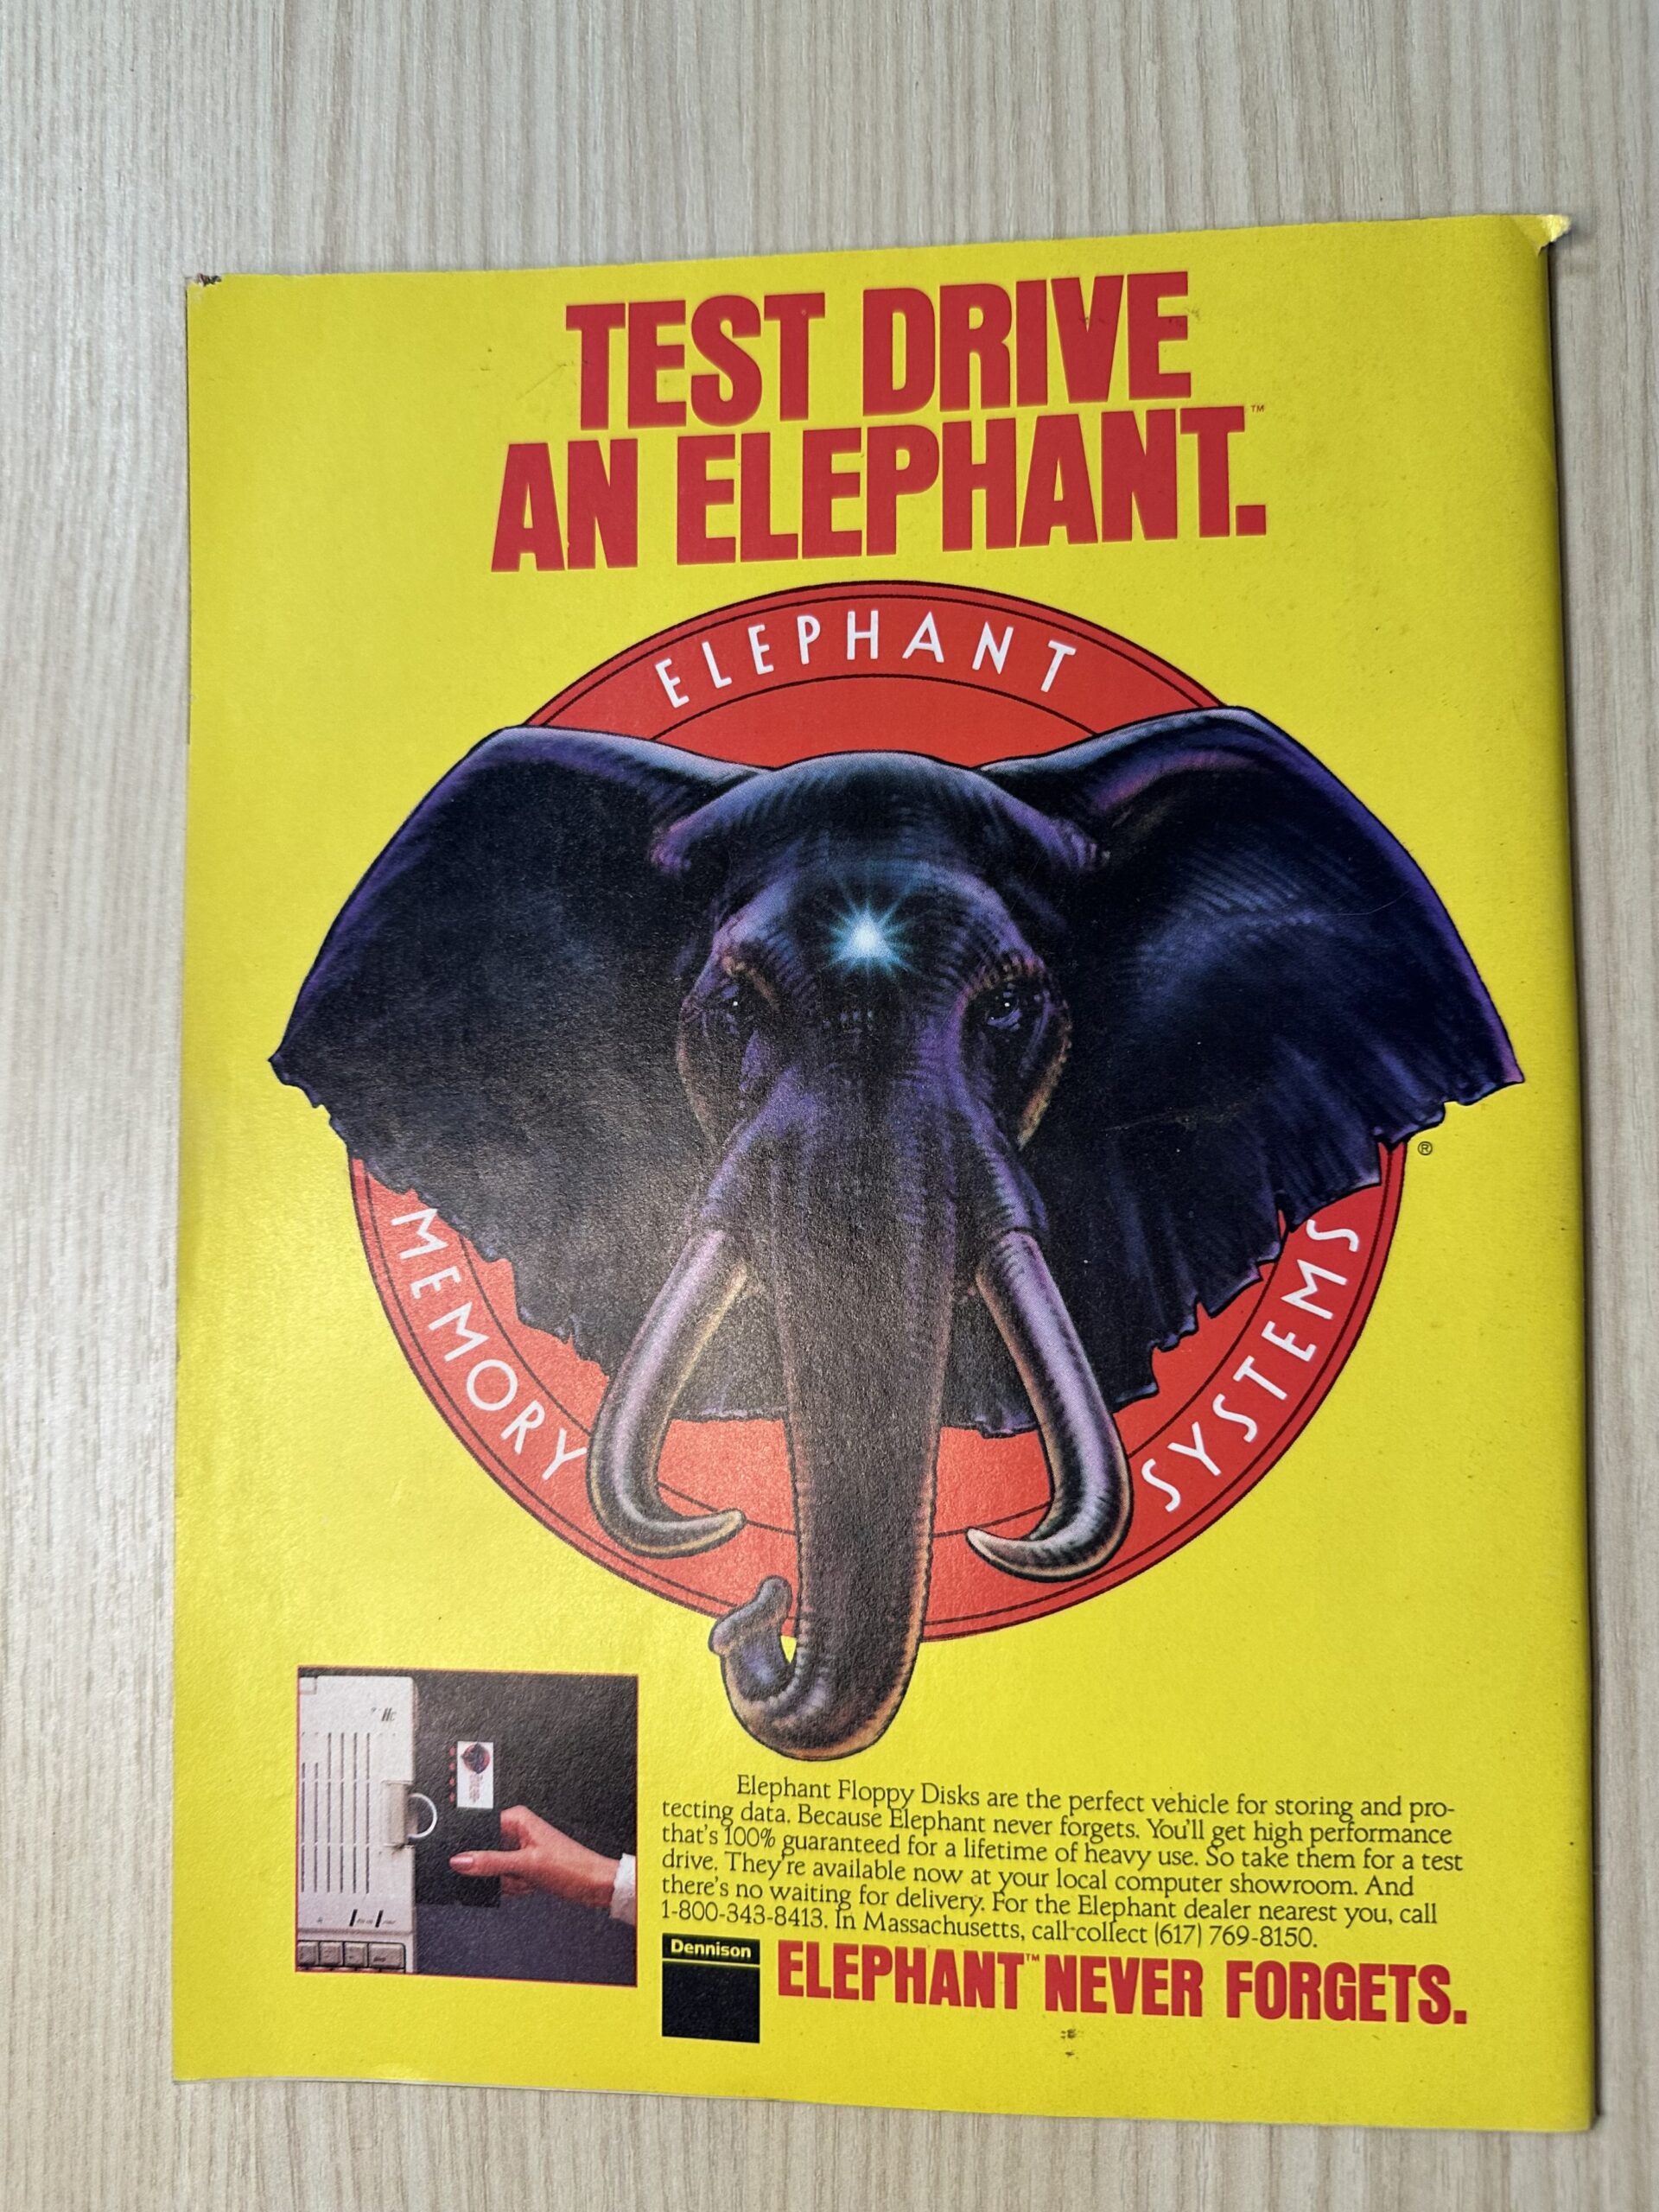 TEST DRIVE
AN ELEPHANT.™
ELEPHANT
MEMORY
SYSTEMS
®
//c
Elephant Floppy Disks are the perfect vehicle for storing and pro-
tecting data. Because Elephant never forgets. You'll get high performance
that's 100% guaranteed for a lifetime of heavy use. So take them for a test
drive. They're available now at your local computer showroom. And
there's no waiting for delivery. For the Elephant dealer nearest you, call
1-800-343-8413. In Massachusetts, call collect (617) 769-8150.
Dennison
ELEPHANT™ NEVER FORGETS.